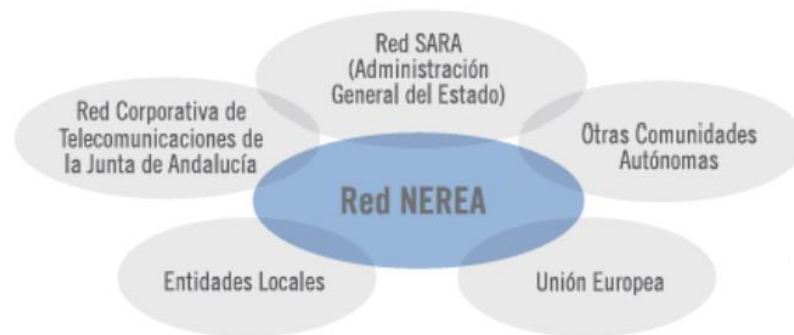 Red SARA
(Administración
General del Estado)
Red Corporativa de
Telecomunicaciones de
la Junta de Andalucía
Otras Comunidades
Autónomas
Red NEREA
Entidades Locales
Unión Europea